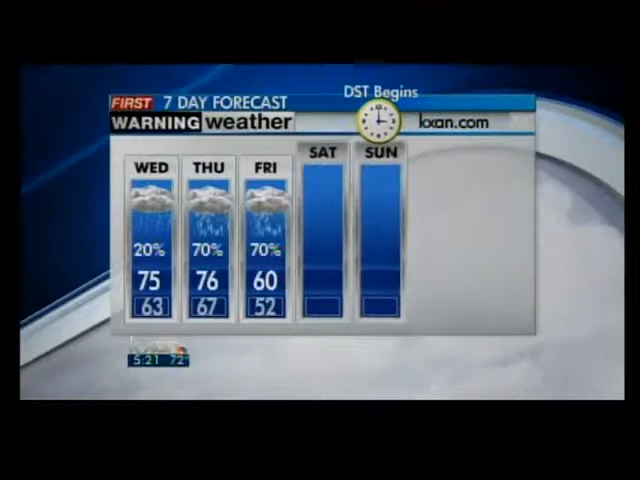 DST Begins
FIRST 7 DAY FORECAST
WARNING weather
kxan.com
WED THU FRI SAT SUN
20% 70% 70%
75 76 60
63 67 52
5:21 72